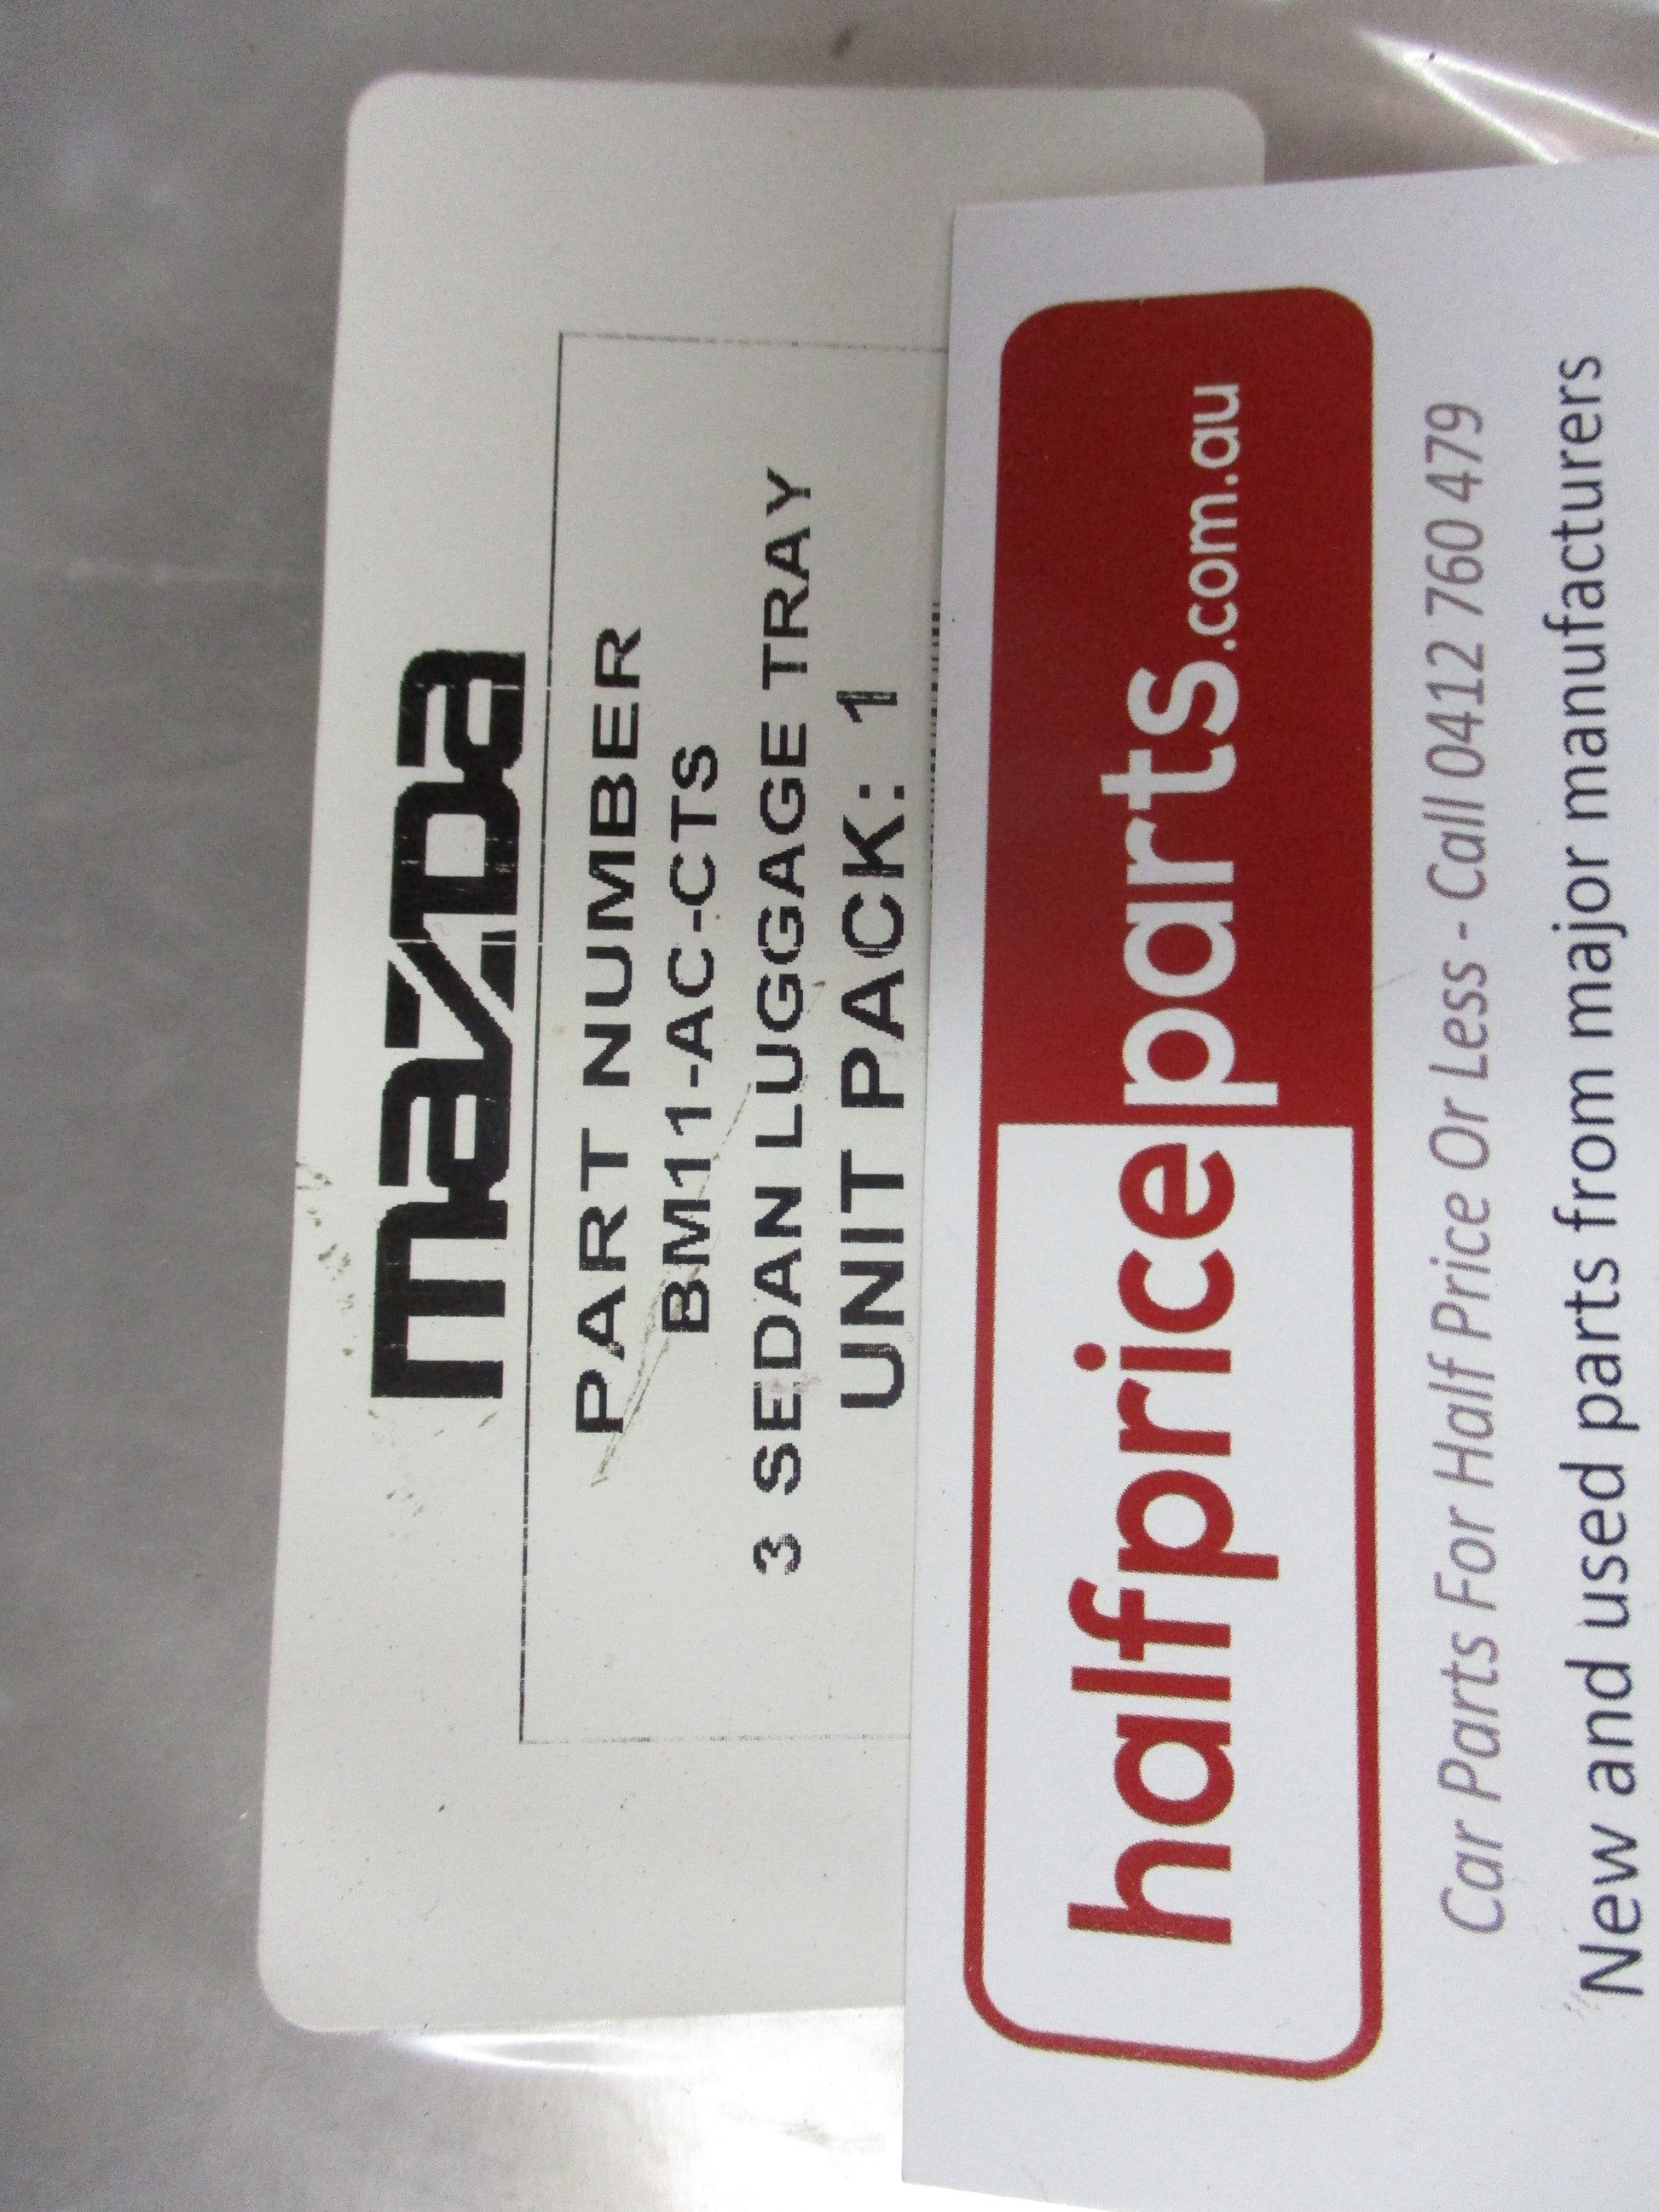 mazda
PART NUMBER
BM11-AC-CTS
3 SEDAN LUGGAGE TRAY
UNIT PACK: 1
halfpriceparts.com.au
Car Parts For Half Price Or Less - Call 0412 760 479
New and used parts from major manufacturers